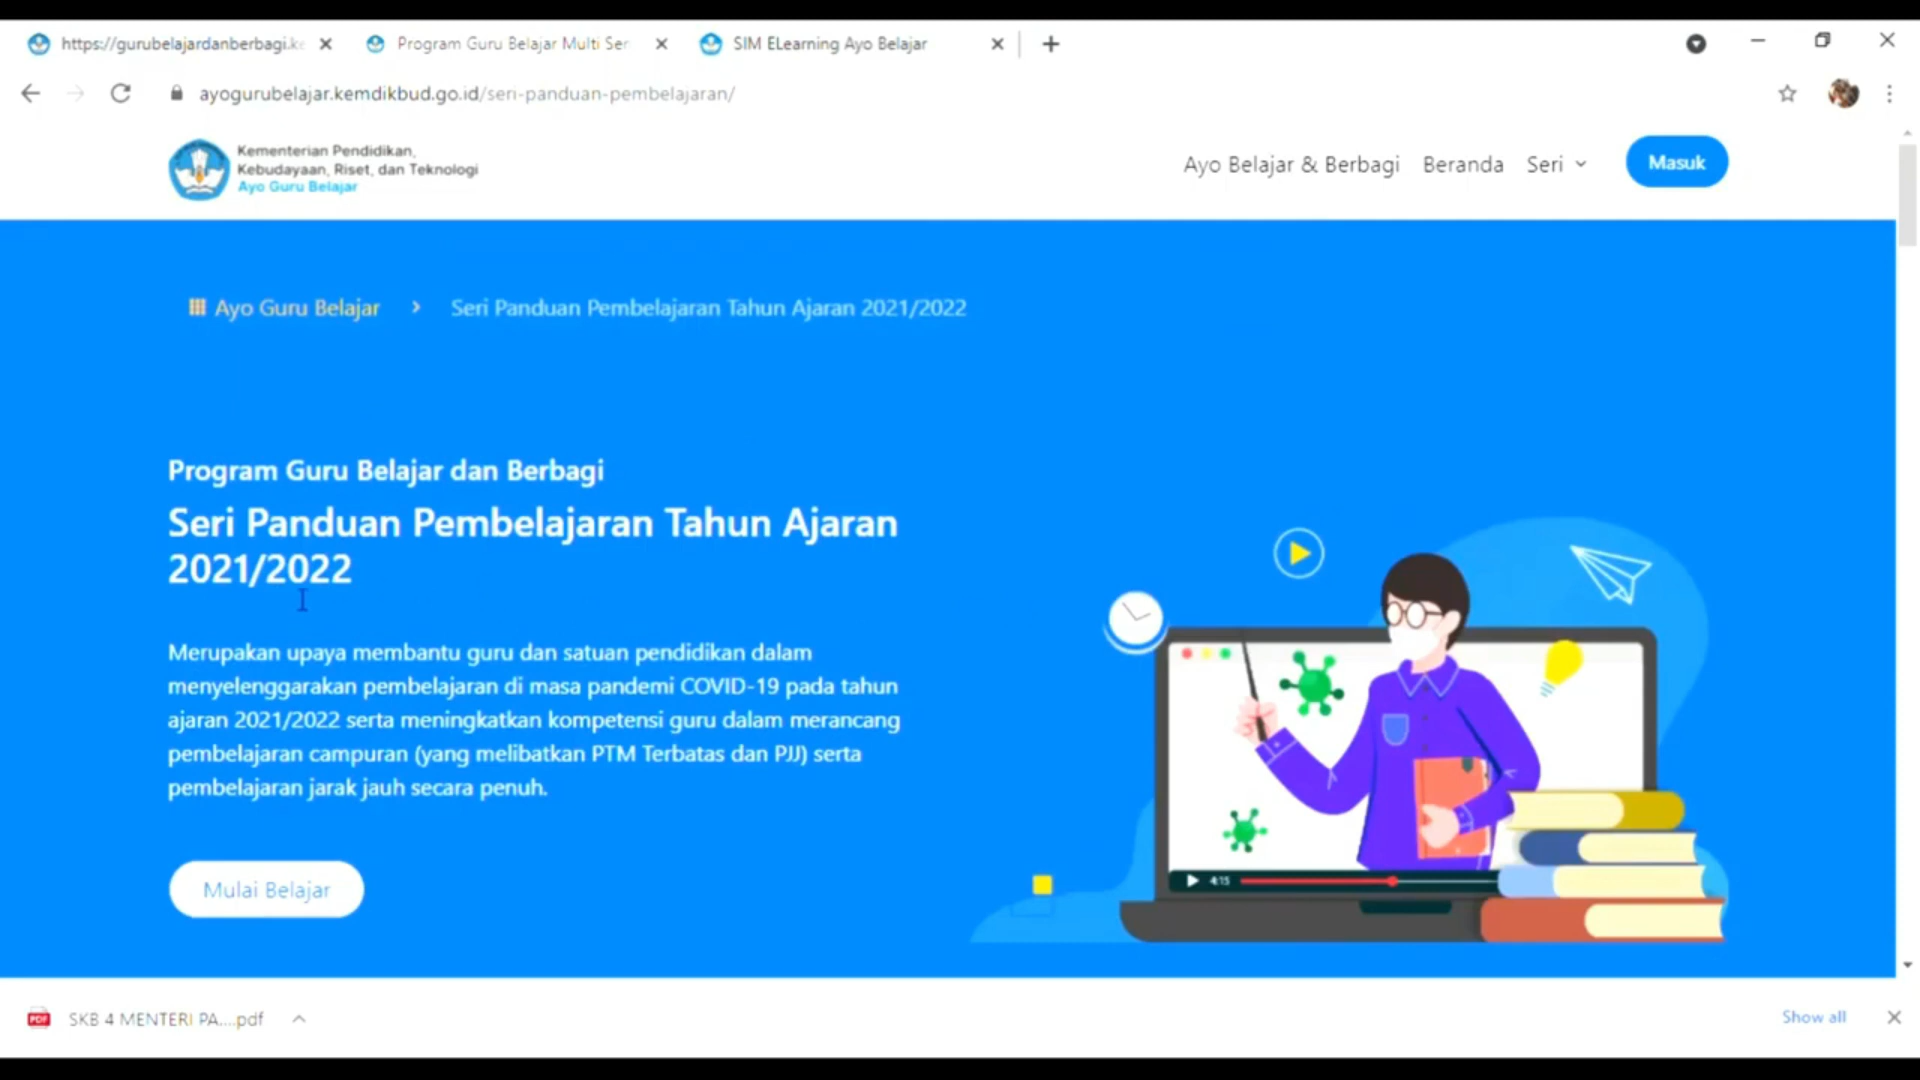 https://gurubelajardanberbagi.ke
Program Guru Belajar Multi Ser
SIM ELearning Ayo Belajar
ayogurubelajar.kemdikbud.go.id/seri-panduan-pembelajaran/
Kementerian Pendidikan,
Kebudayaan, Riset, dan Teknologi
Ayo Guru Belajar
Ayo Belajar & Berbagi
Beranda
Seri
Masuk
Ayo Guru Belajar > Seri Panduan Pembelajaran Tahun Ajaran 2021/2022
Program Guru Belajar dan Berbagi
Seri Panduan Pembelajaran Tahun Ajaran
2021/2022
Merupakan upaya membantu guru dan satuan pendidikan dalam
menyelenggarakan pembelajaran di masa pandemi COVID-19 pada tahun
ajaran 2021/2022 serta meningkatkan kompetensi guru dalam merancang
pembelajaran campuran (yang melibatkan PTM Terbatas dan PJJ) serta
pembelajaran jarak jauh secara penuh.
Mulai Belajar
4:15
PDF
SKB 4 MENTERI PA....pdf
Show all